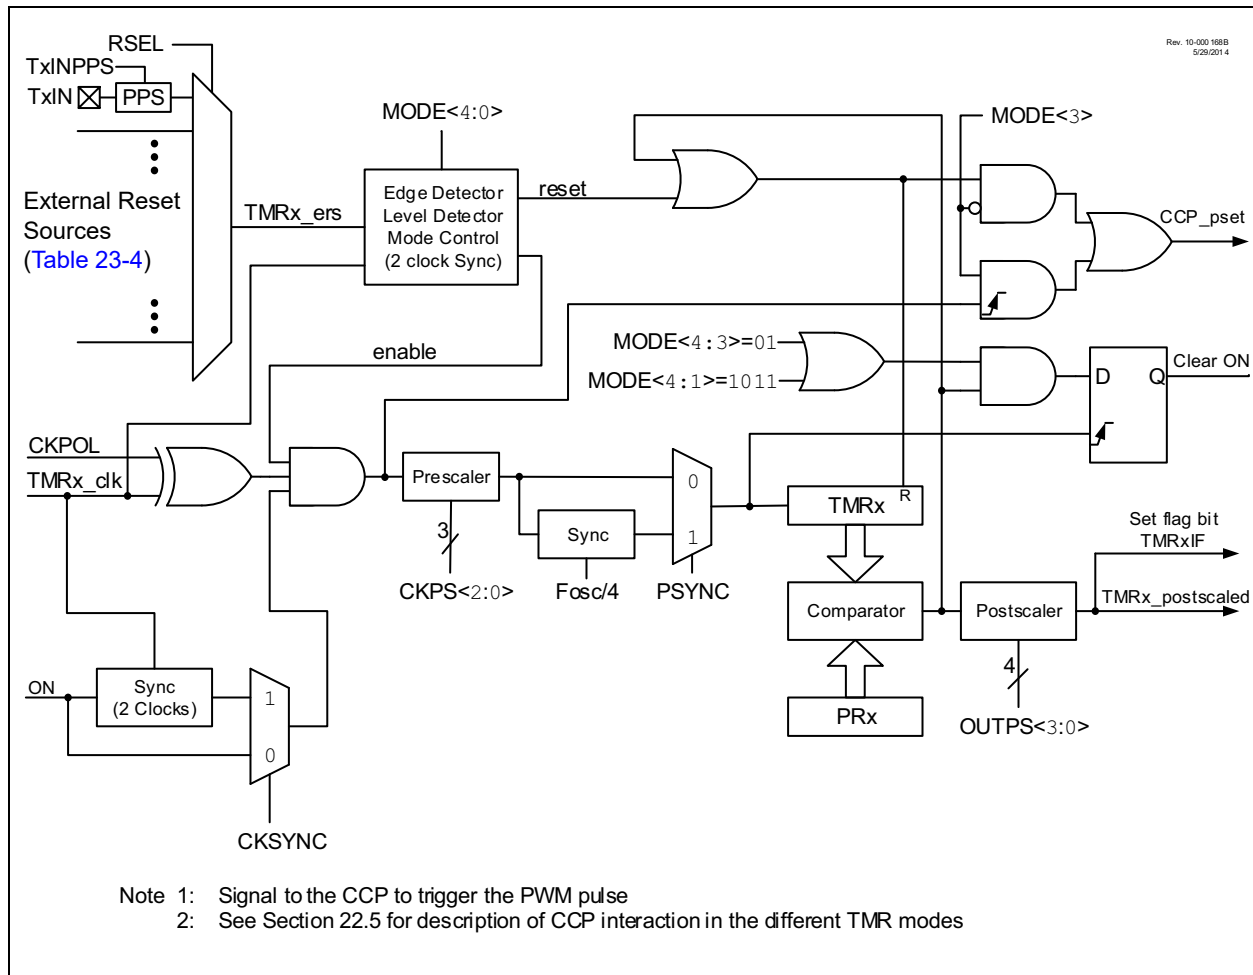 Rev. 10-000 168B
5/29/201 4
RSEL
TxINPPS
TxIN
PPS
MODE<4:0>
MODE<3>
External Reset
Sources
(Table 23-4)
TMRx_ers
Edge Detector
Level Detector
Mode Control
(2 clock Sync)
reset
CCP_pset
enable
MODE<4:3>=01
MODE<4:1>=1011
D
Q
Clear ON
CKPOL
TMRx_clk
Prescaler
0
1
Sync
3
CKPS<2:0>
Fosc/4
PSYNC
TMRx
R
Set flag bit
TMRxIF
Comparator
Postscaler
TMRx_postscaled
4
PRx
OUTPS<3:0>
ON
Sync
(2 Clocks)
1
0
CKSYNC
Note 1: Signal to the CCP to trigger the PWM pulse
2: See Section 22.5 for description of CCP interaction in the different TMR modes